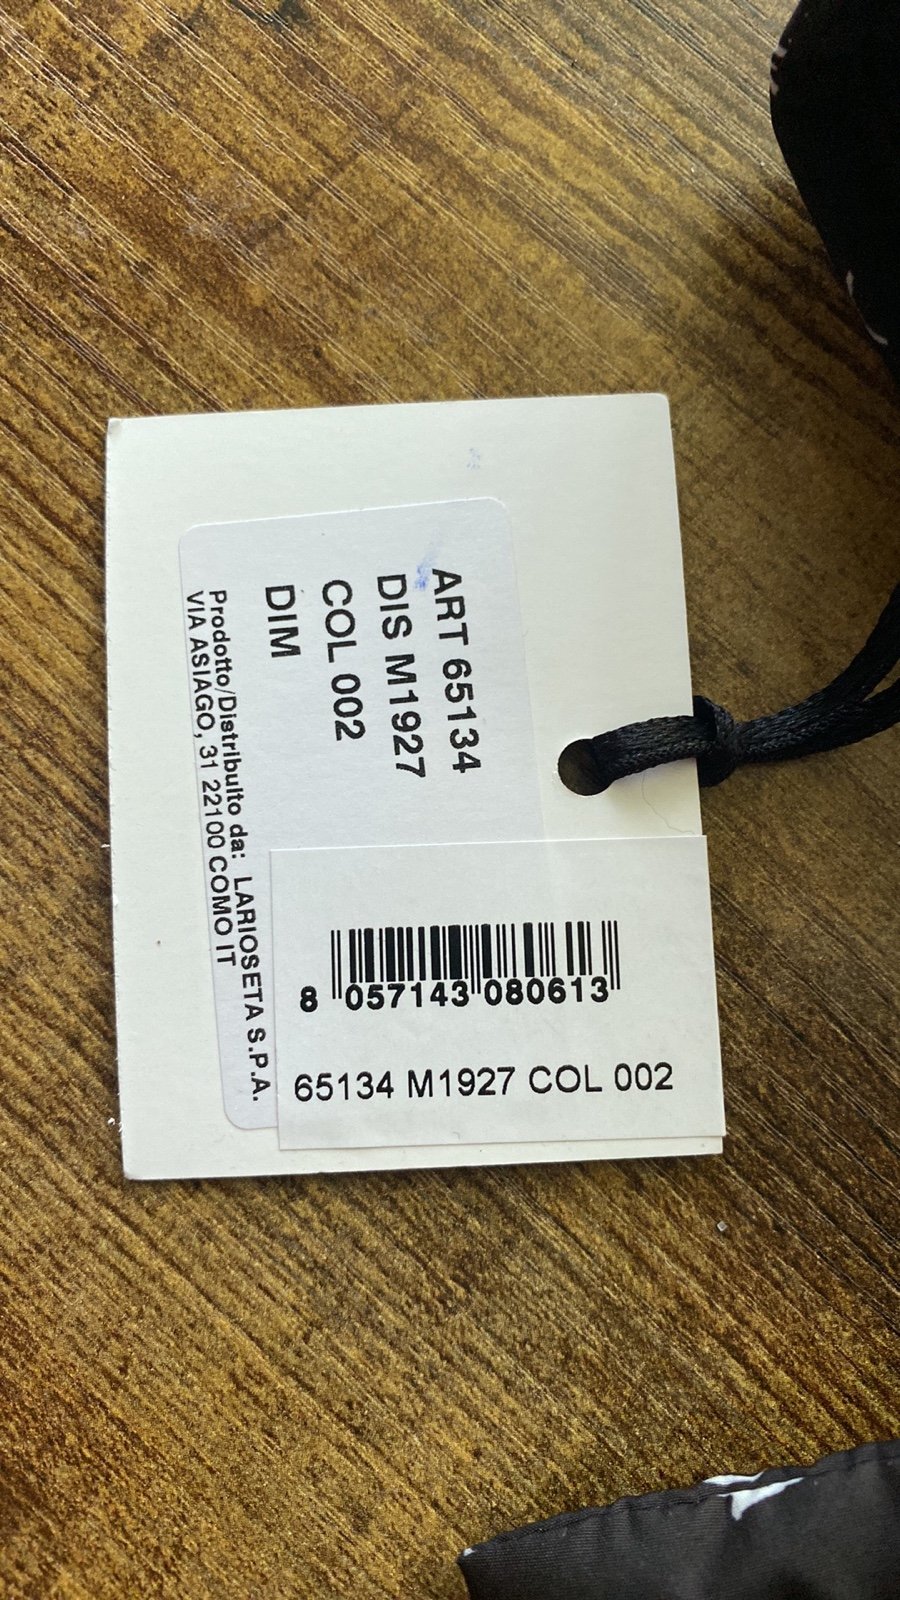 ART 65134
DIS M1927
COL 002
DIM
Prodotto/Distribuito da: LARIOSETA S.P.A.
VIA ASIAGO, 31 22100 COMO IT
8 057143 080613
65134 M1927 COL 002